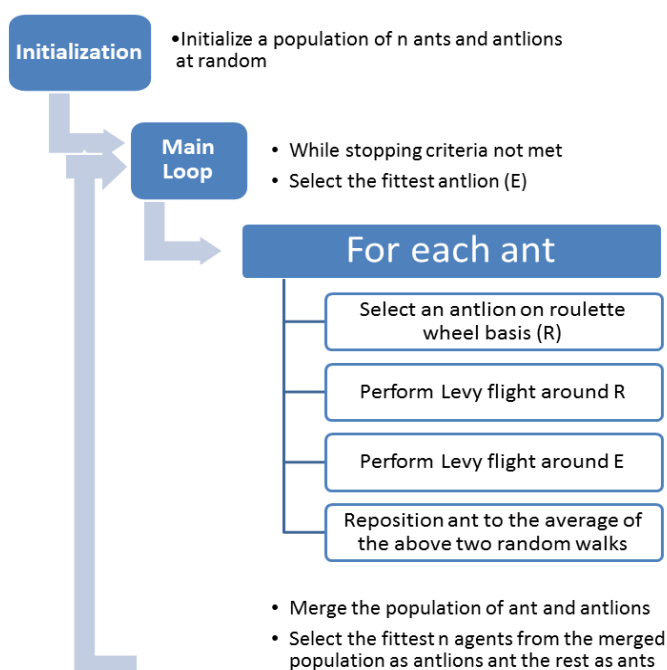 Initialization
•Initialize a population of n ants and antlions
at random
Main
Loop
• While stopping criteria not met
• Select the fittest antlion (E)
For each ant
Select an antlion on roulette
wheel basis (R)
Perform Levy flight around R
Perform Levy flight around E
Reposition ant to the average of
the above two random walks
• Merge the population of ant and antlions
• Select the fittest n agents from the merged
population as antlions ant the rest as ants